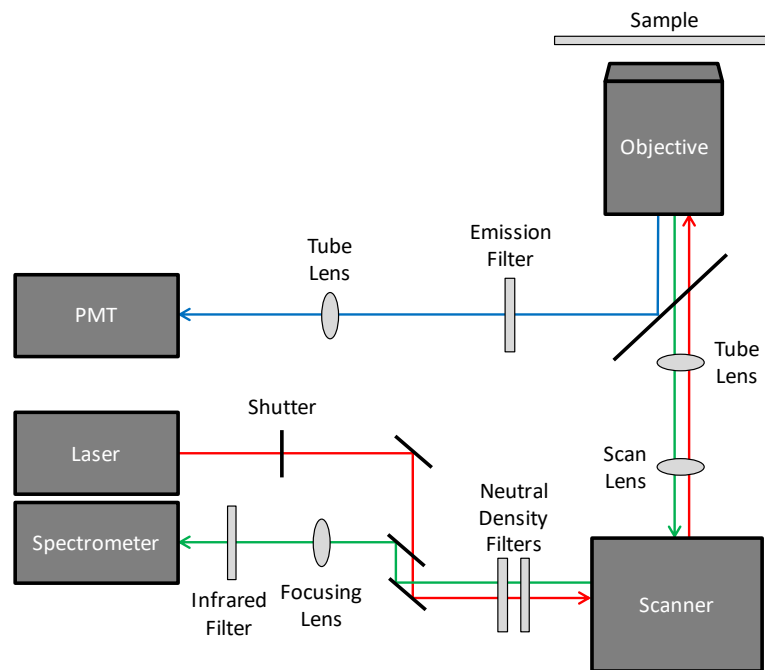 Sample
Objective
Emission
Filter
Tube
Lens
PMT
Tube
Lens
Shutter
Laser
Scan
Lens
Neutral
Density
Filters
Spectrometer
Infrared
Filter
Focusing
Lens
Scanner